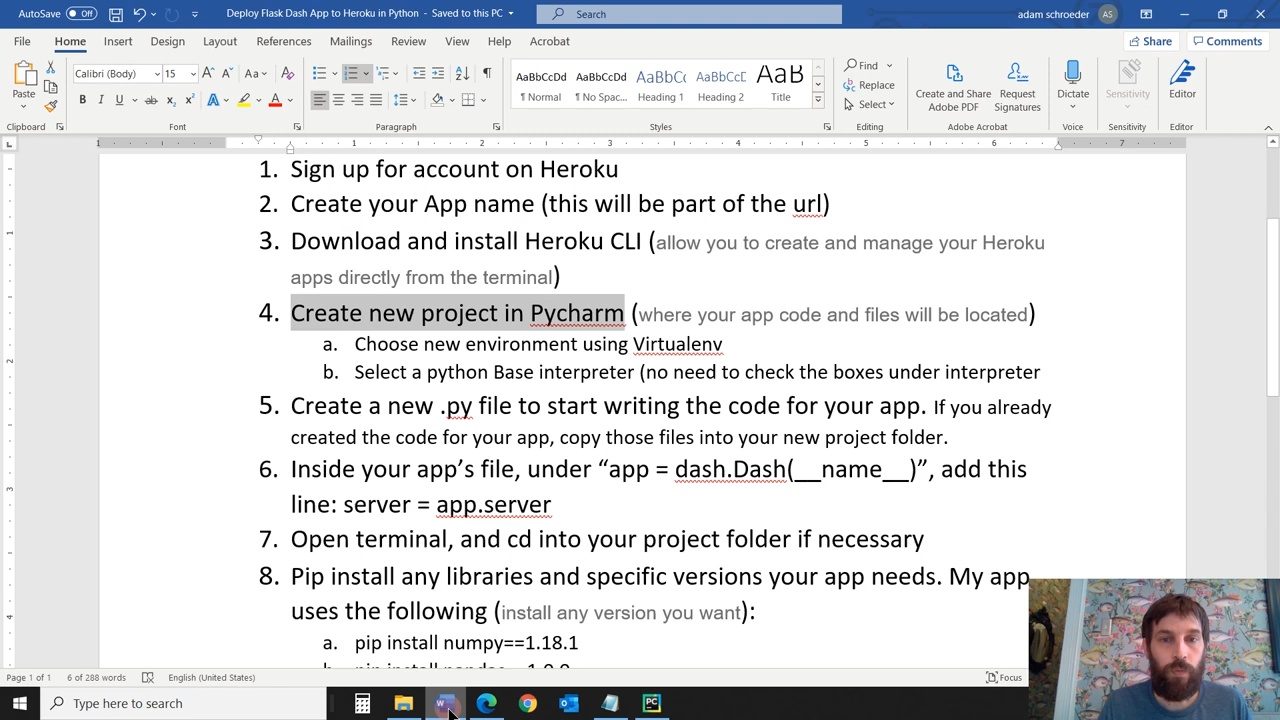 AutoSave Off
Deploy Flask Dash App to Heroku in Python - Saved to this PC
Search
adam schroeder AS
File Home Insert Draw Design Layout References Mailings Review View Help Acrobat
Share Comments
Calibri (Body) 15
AaBbCcDd AaBbCcDd AaBbCc AaBbCcD AaB
Find
Replace
Select
Paste
¶ Normal ¶ No Spac... Heading 1 Heading 2 Title
Create and Share Adobe PDF
Request Signatures
Dictate
Sensitivity
Editor
Clipboard Font Paragraph Styles Editing Adobe Acrobat Voice Sensitivity Editor
1. Sign up for account on Heroku
2. Create your App name (this will be part of the url)
3. Download and install Heroku CLI (allow you to create and manage your Heroku
apps directly from the terminal)
4. Create new project in Pycharm (where your app code and files will be located)
a. Choose new environment using Virtualenv
b. Select a python Base interpreter (no need to check the boxes under interpreter
5. Create a new .py file to start writing the code for your app. If you already
created the code for your app, copy those files into your new project folder.
6. Inside your app’s file, under “app = dash.Dash(__name__)”, add this
line: server = app.server
7. Open terminal, and cd into your project folder if necessary
8. Pip install any libraries and specific versions your app needs. My app
uses the following (install any version you want):
a. pip install numpy==1.18.1
Page 1 of 1 6 of 288 words English (United States) Focus
Type here to search